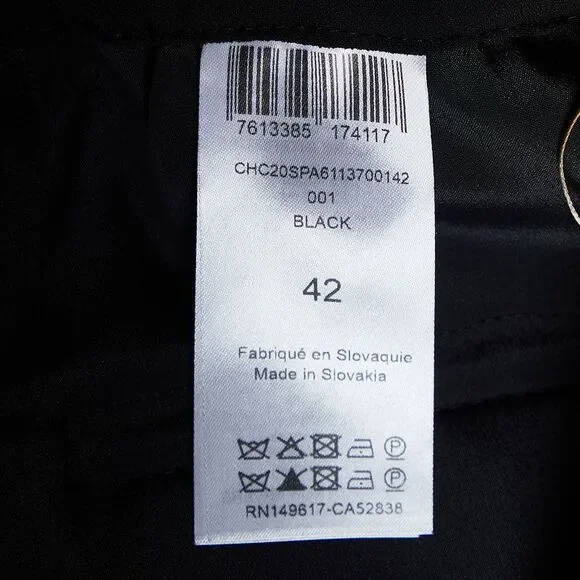 7613385 174117
CHC20SPA6113700142
001
BLACK
42
Fabriqué en Slovaquie
Made in Slovakia
P
P
RN149617-CA52838